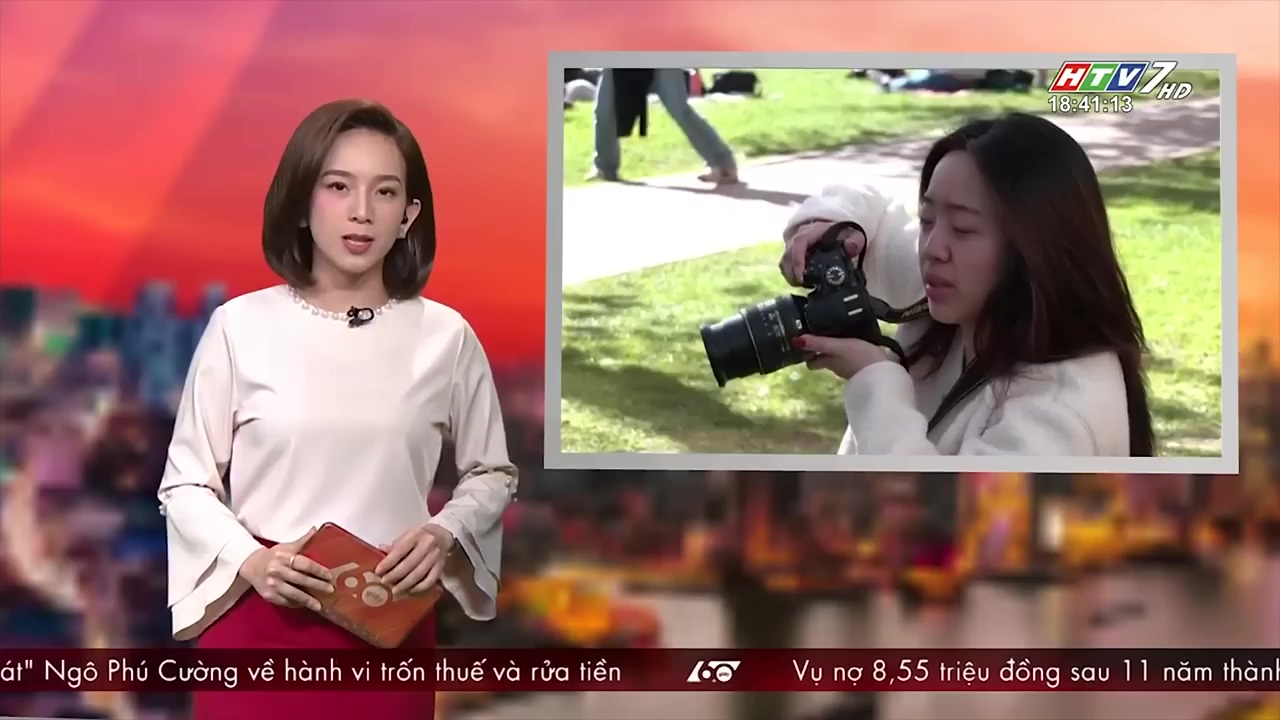 HTV7 HD
18:41:13
át" Ngô Phú Cường về hành vi trốn thuế và rửa tiền 60 Vụ nợ 8,55 triệu đồng sau 11 năm thành